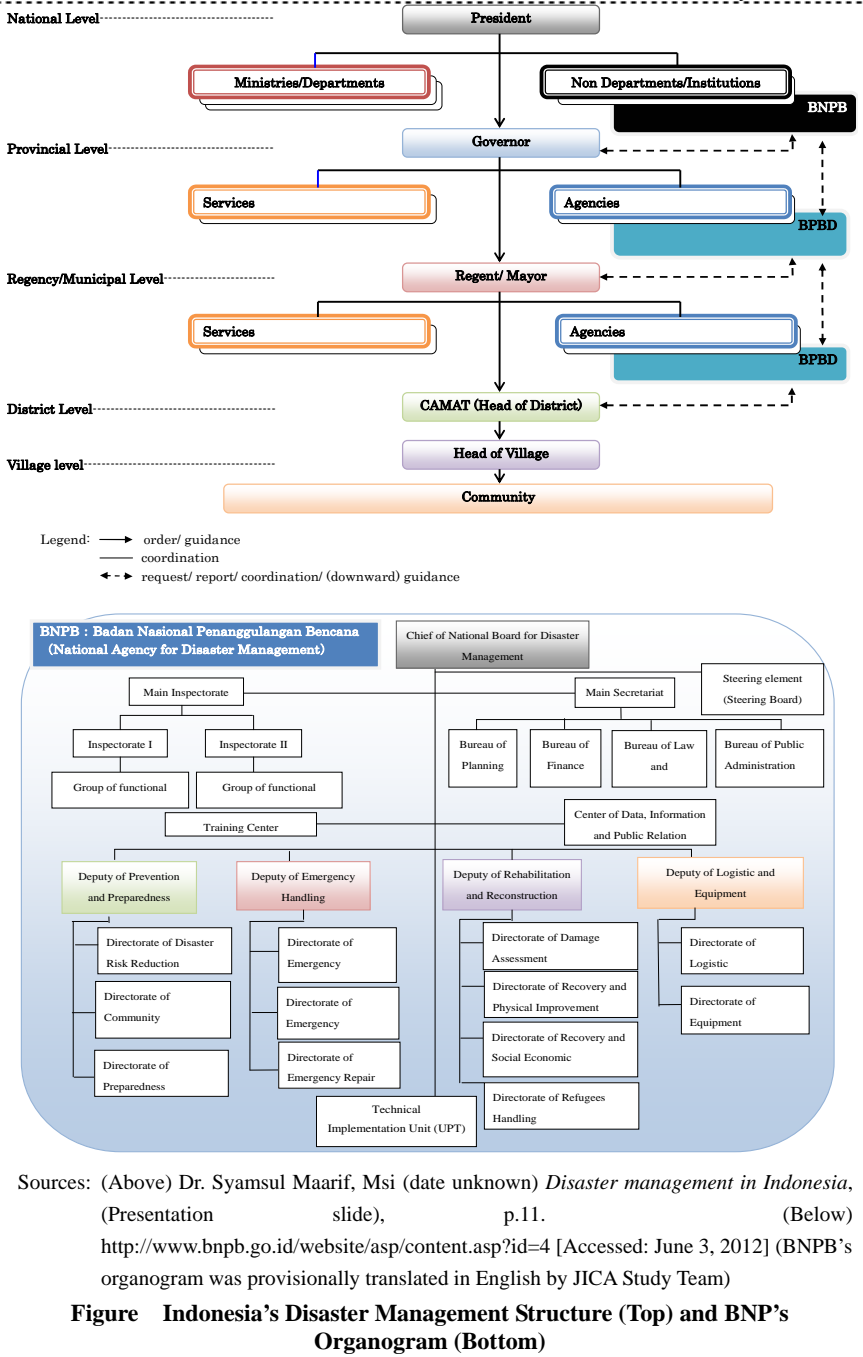 National Level
President
Ministries/Departments
Non Departments/Institutions
BNPB
Governor
Provincial Level
Services
Agencies
BPBD
Regent/ Mayor
Regency/Municipal Level
Services
Agencies
BPBD
CAMAT (Head of District)
District Level
Head of Village
Village level
Community
Legend:
order/ guidance
coordination
request/ report/ coordination/ (downward) guidance
BNPB : Badan Nasional Penanggulangan Bencana
(National Agency for Disaster Management)
Chief of National Board for Disaster
Management
Steering element
(Steering Board)
Main Inspectorate
Main Secretariat
Inspectorate I
Inspectorate II
Bureau of
Planning
Bureau of
Finance
Bureau of Law
and
Bureau of Public
Administration
Group of functional
Group of functional
Training Center
Center of Data, Information
and Public Relation
Deputy of Prevention
and Preparedness
Deputy of Emergency
Handling
Deputy of Rehabilitation
and Reconstruction
Deputy of Logistic and
Equipment
Directorate of Disaster
Risk Reduction
Directorate of
Community
Directorate of
Preparedness
Directorate of
Emergency
Directorate of
Emergency
Directorate of
Emergency Repair
Directorate of Damage
Assessment
Directorate of Recovery and
Physical Improvement
Directorate of Recovery and
Social Economic
Directorate of Refugees
Handling
Directorate of
Logistic
Directorate of
Equipment
Technical
Implementation Unit (UPT)
Sources: (Above) Dr. Syamsul Maarif, Msi (date unknown) Disaster management in Indonesia,
(Presentation slide), p.11. (Below)
http://www.bnpb.go.id/website/asp/content.asp?id=4 [Accessed: June 3, 2012] (BNPB's
organogram was provisionally translated in English by JICA Study Team)
Figure Indonesia's Disaster Management Structure (Top) and BNP's
Organogram (Bottom)